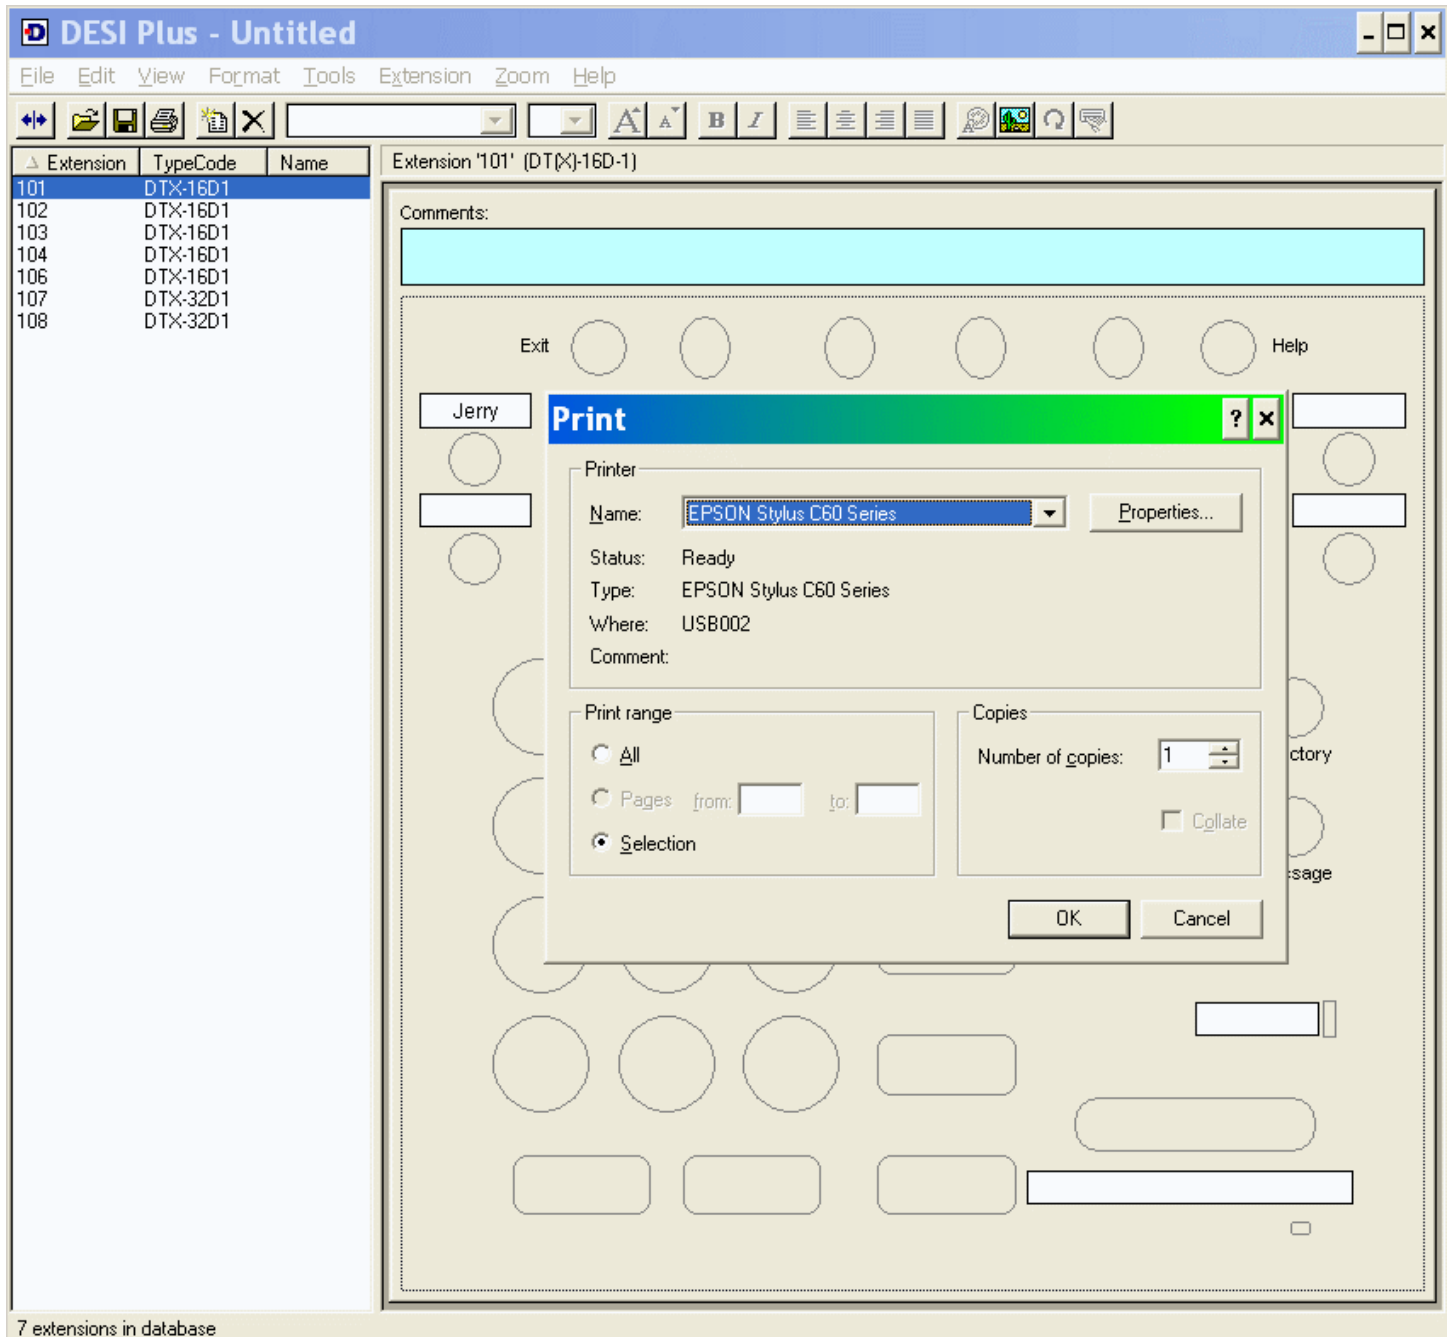 DESI Plus - Untitled
File Edit View Format Tools Extension Zoom Help
Extension TypeCode Name
Extension '101' (DT(X)-16D-1)
101 DTX-16D1
102 DTX-16D1
103 DTX-16D1
104 DTX-16D1
106 DTX-16D1
107 DTX-32D1
108 DTX-32D1
Comments:
Exit Help
Jerry
Print
Printer
Name: EPSON Stylus C60 Series Properties...
Status: Ready
Type: EPSON Stylus C60 Series
Where: USB002
Comment:
Print range
All
Pages from: to:
Selection
Copies
Number of copies: 1
Collate
ctory
ssage
OK Cancel
7 extensions in database